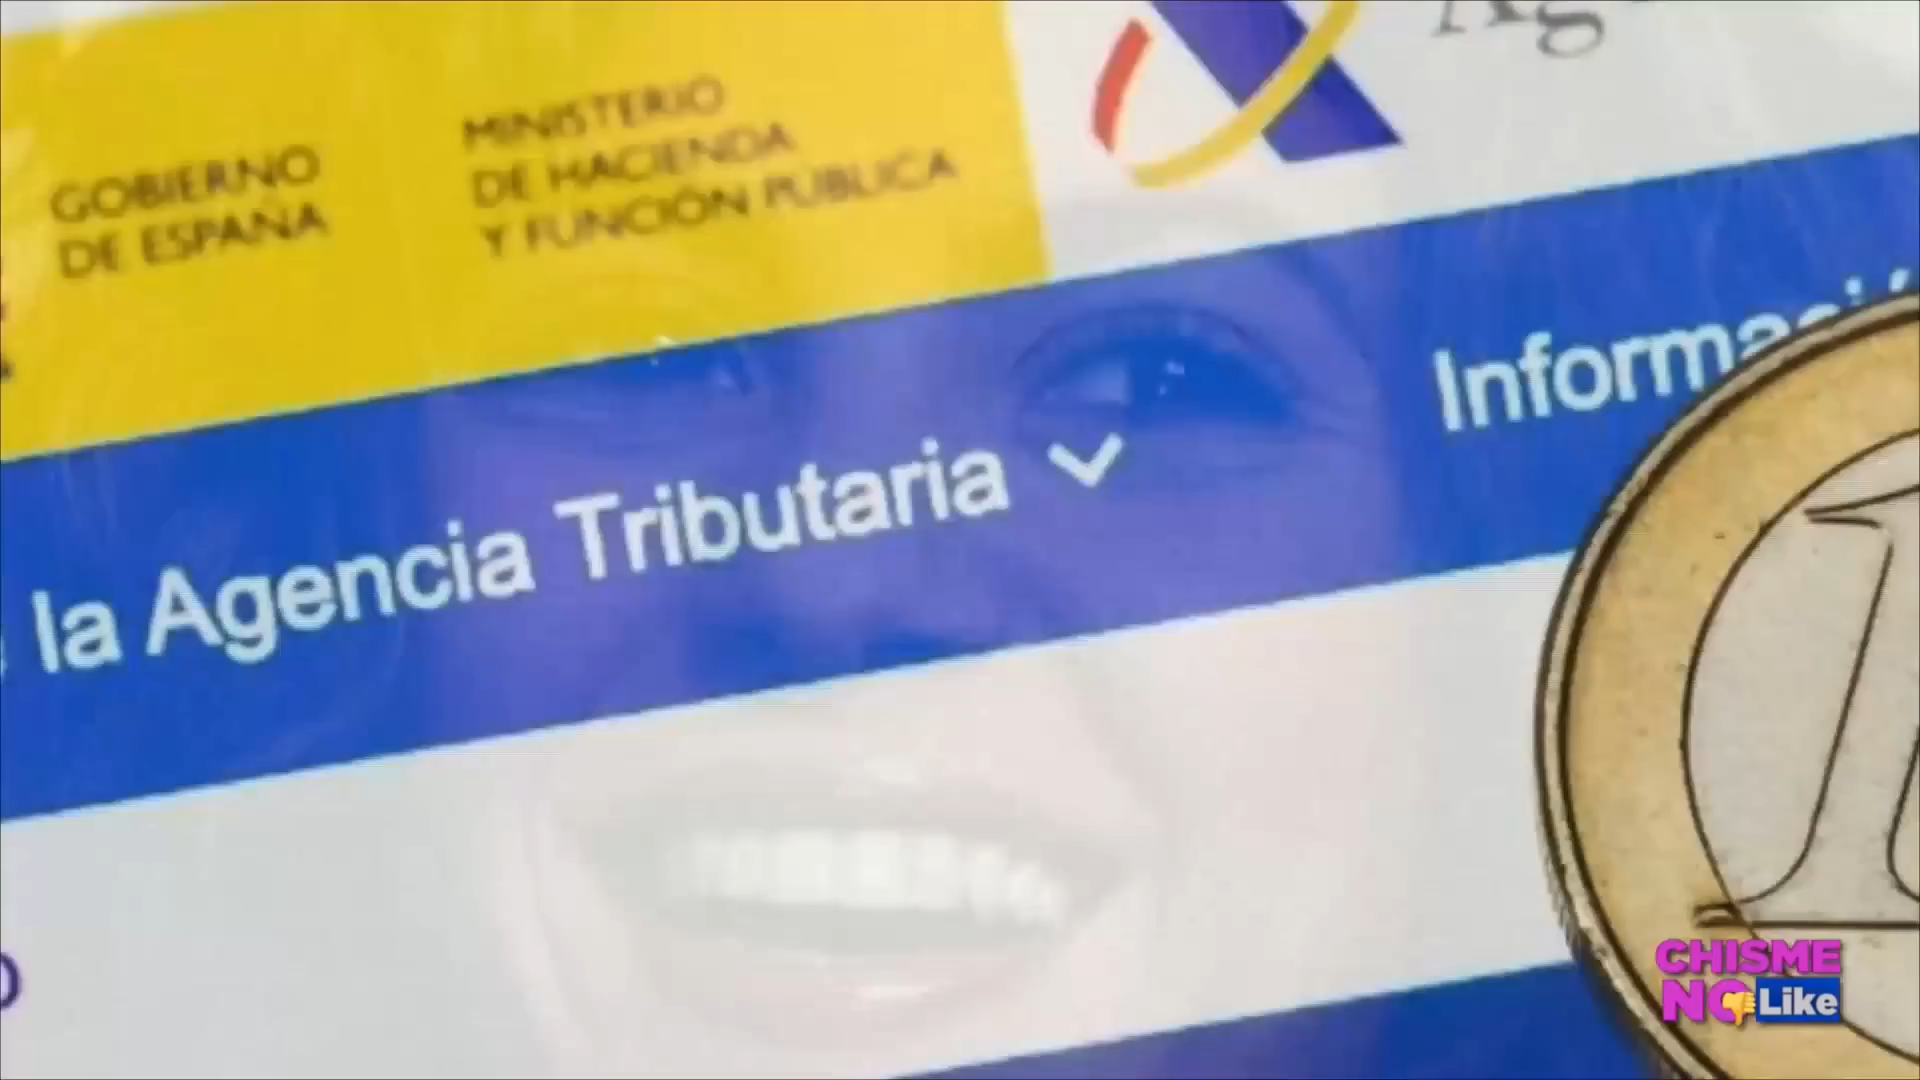 GOBIERNO
DE ESPAÑA
MINISTERIO
DE HACIENDA
Y FUNCIÓN PÚBLICA
la Agencia Tributaria
CHISME
NO Like